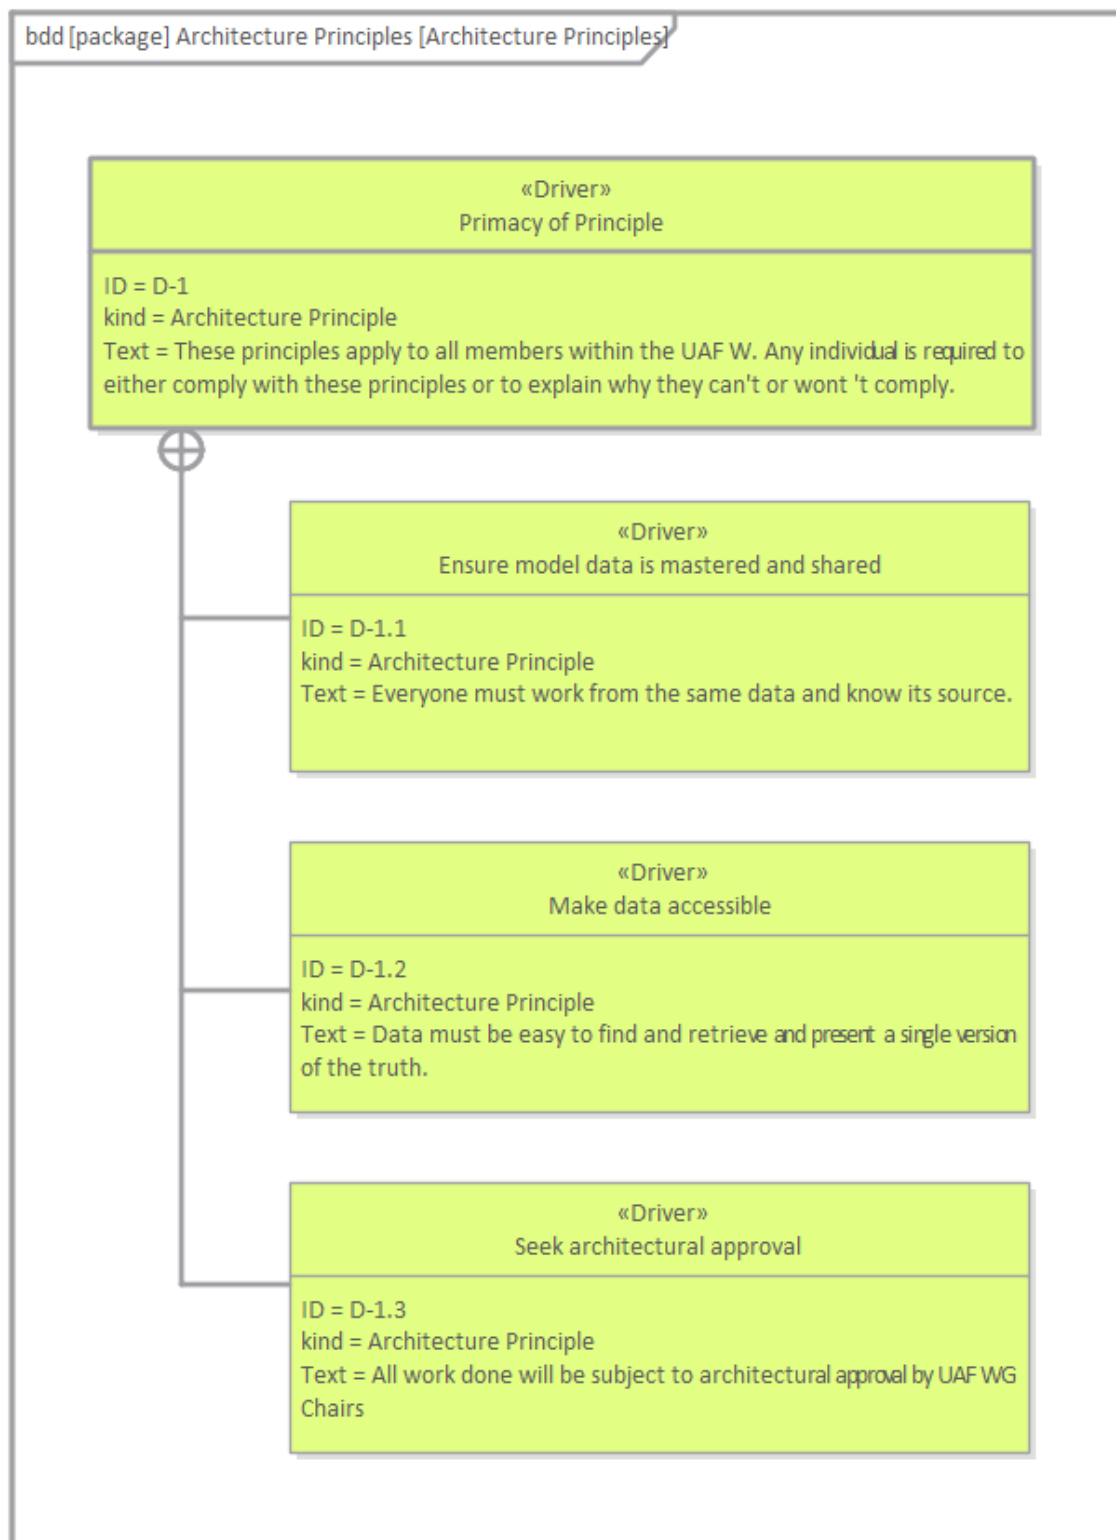 bdd [package] Architecture Principles [Architecture Principles]
«Driver»
Primacy of Principle
ID = D-1
kind = Architecture Principle
Text = These principles apply to all members within the UAF W. Any individual is required to
either comply with these principles or to explain why they can't or wont 't comply.
«Driver»
Ensure model data is mastered and shared
ID = D-1.1
kind = Architecture Principle
Text = Everyone must work from the same data and know its source.
«Driver»
Make data accessible
ID = D-1.2
kind = Architecture Principle
Text = Data must be easy to find and retrieve and present a single version
of the truth.
«Driver»
Seek architectural approval
ID = D-1.3
kind = Architecture Principle
Text = All work done will be subject to architectural approval by UAF WG
Chairs